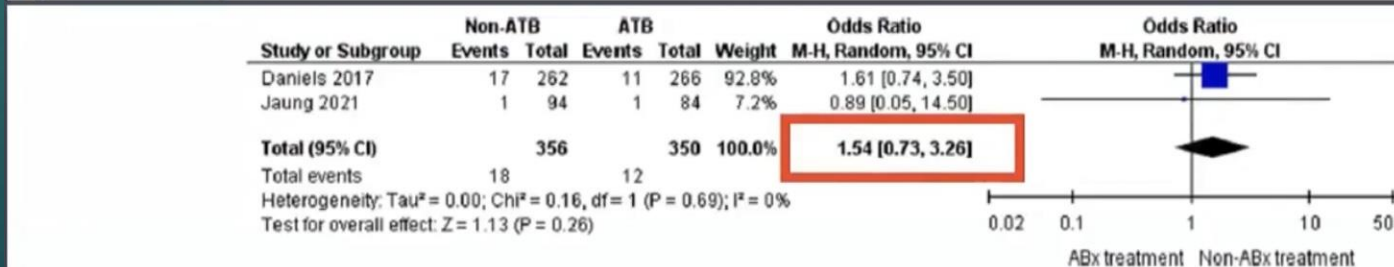 Non-ATB ATB Odds Ratio Odds Ratio
Study or Subgroup Events Total Events Total Weight M-H, Random, 95% CI M-H, Random, 95% CI
Daniels 2017 17 262 11 266 92.8% 1.61 [0.74, 3.50]
Jaung 2021 1 94 1 84 7.2% 0.89 [0.05, 14.50]
Total (95% CI) 356 350 100.0% 1.54 [0.73, 3.26]
Total events 18 12
Heterogeneity: Tau² = 0.00; Chi² = 0.16, df = 1 (P = 0.69); I² = 0%
Test for overall effect: Z = 1.13 (P = 0.26)
0.02 0.1 1 10 50
ABx treatment Non-ABx treatment